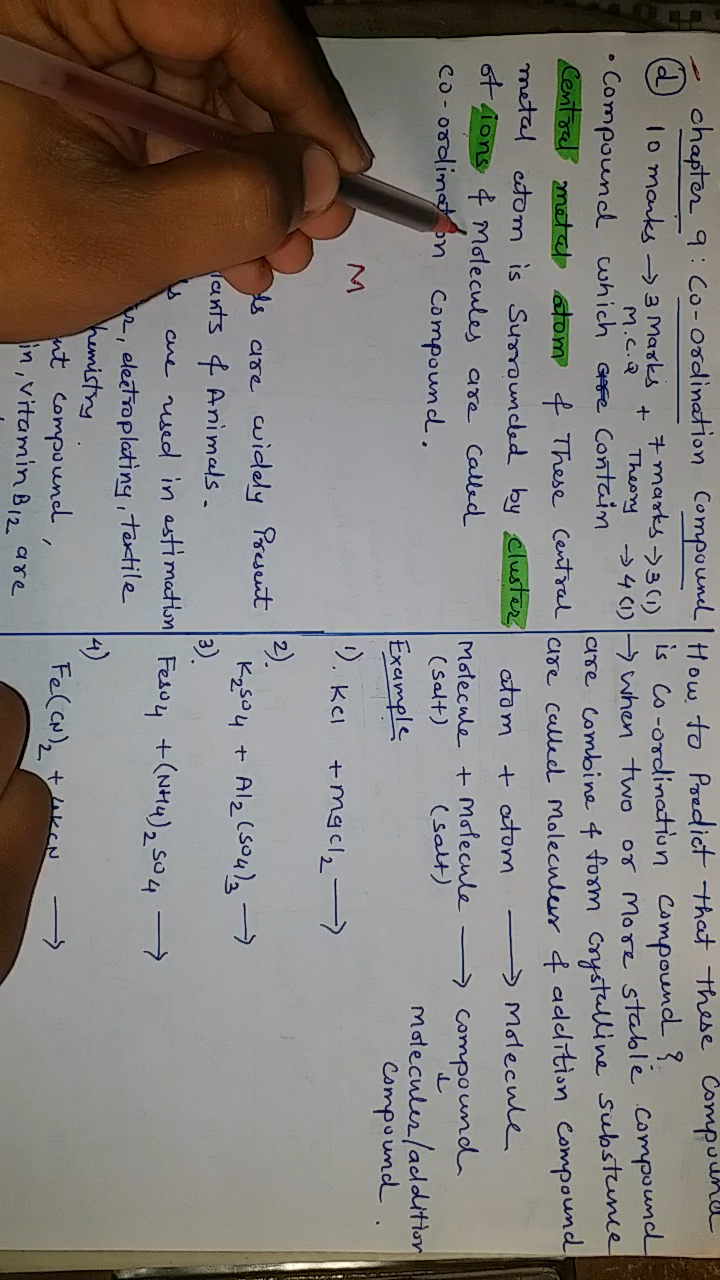 chapter 9: Co-ordination Compound
(d) 10 marks → 3 marks + 7 marks → 3(1)
M.C.Q Theory → 4(1)
• Compound which are Contain
Central metal atom & These Central
metal atom is Surrounded by cluster
of ions & Molecules are called
co-ordination compound.
M
are widely Present
& Animals.
are used in estimation
, electroplating, textile
compound,
, vitamin B12 are
How to Predict that these Compound
is Co-ordination Compound?
→ When two or more stable compound
are combine & form crystalline substance
are called Moleculer & addition compound
atom + atom → Molecule
Molecule + Molecule → compound
(salt) (salt) ↓
Moleculer/addition
compound.
Example
1). KCl + MgCl2 →
2). K2SO4 + Al2(SO4)3 →
3). FeSO4 + (NH4)2SO4 →
4) Fe(CN)2 + 4KCN →